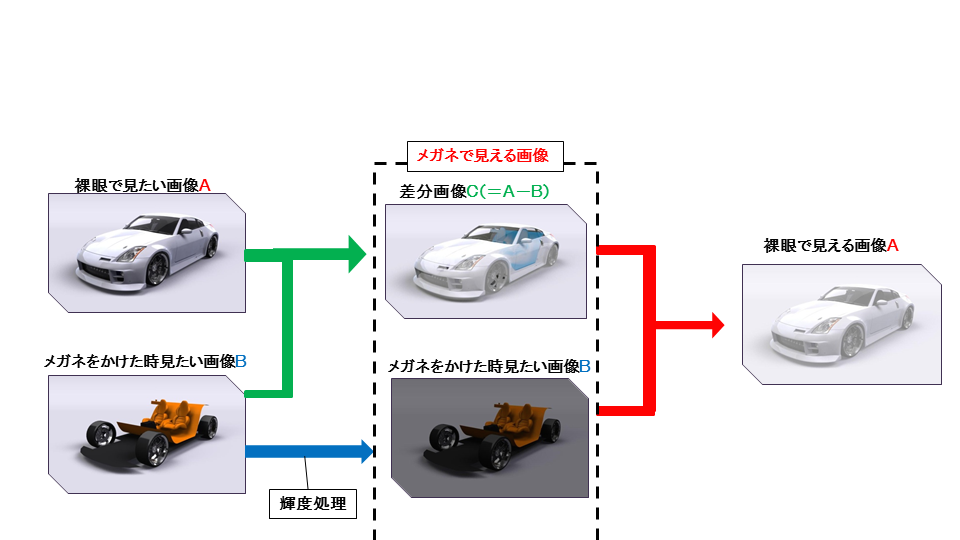 メガネで見える画像
裸眼で見たい画像A
差分画像C(=A-B)
裸眼で見える画像A
メガネをかけた時見たい画像B
メガネをかけた時見たい画像B
輝度処理